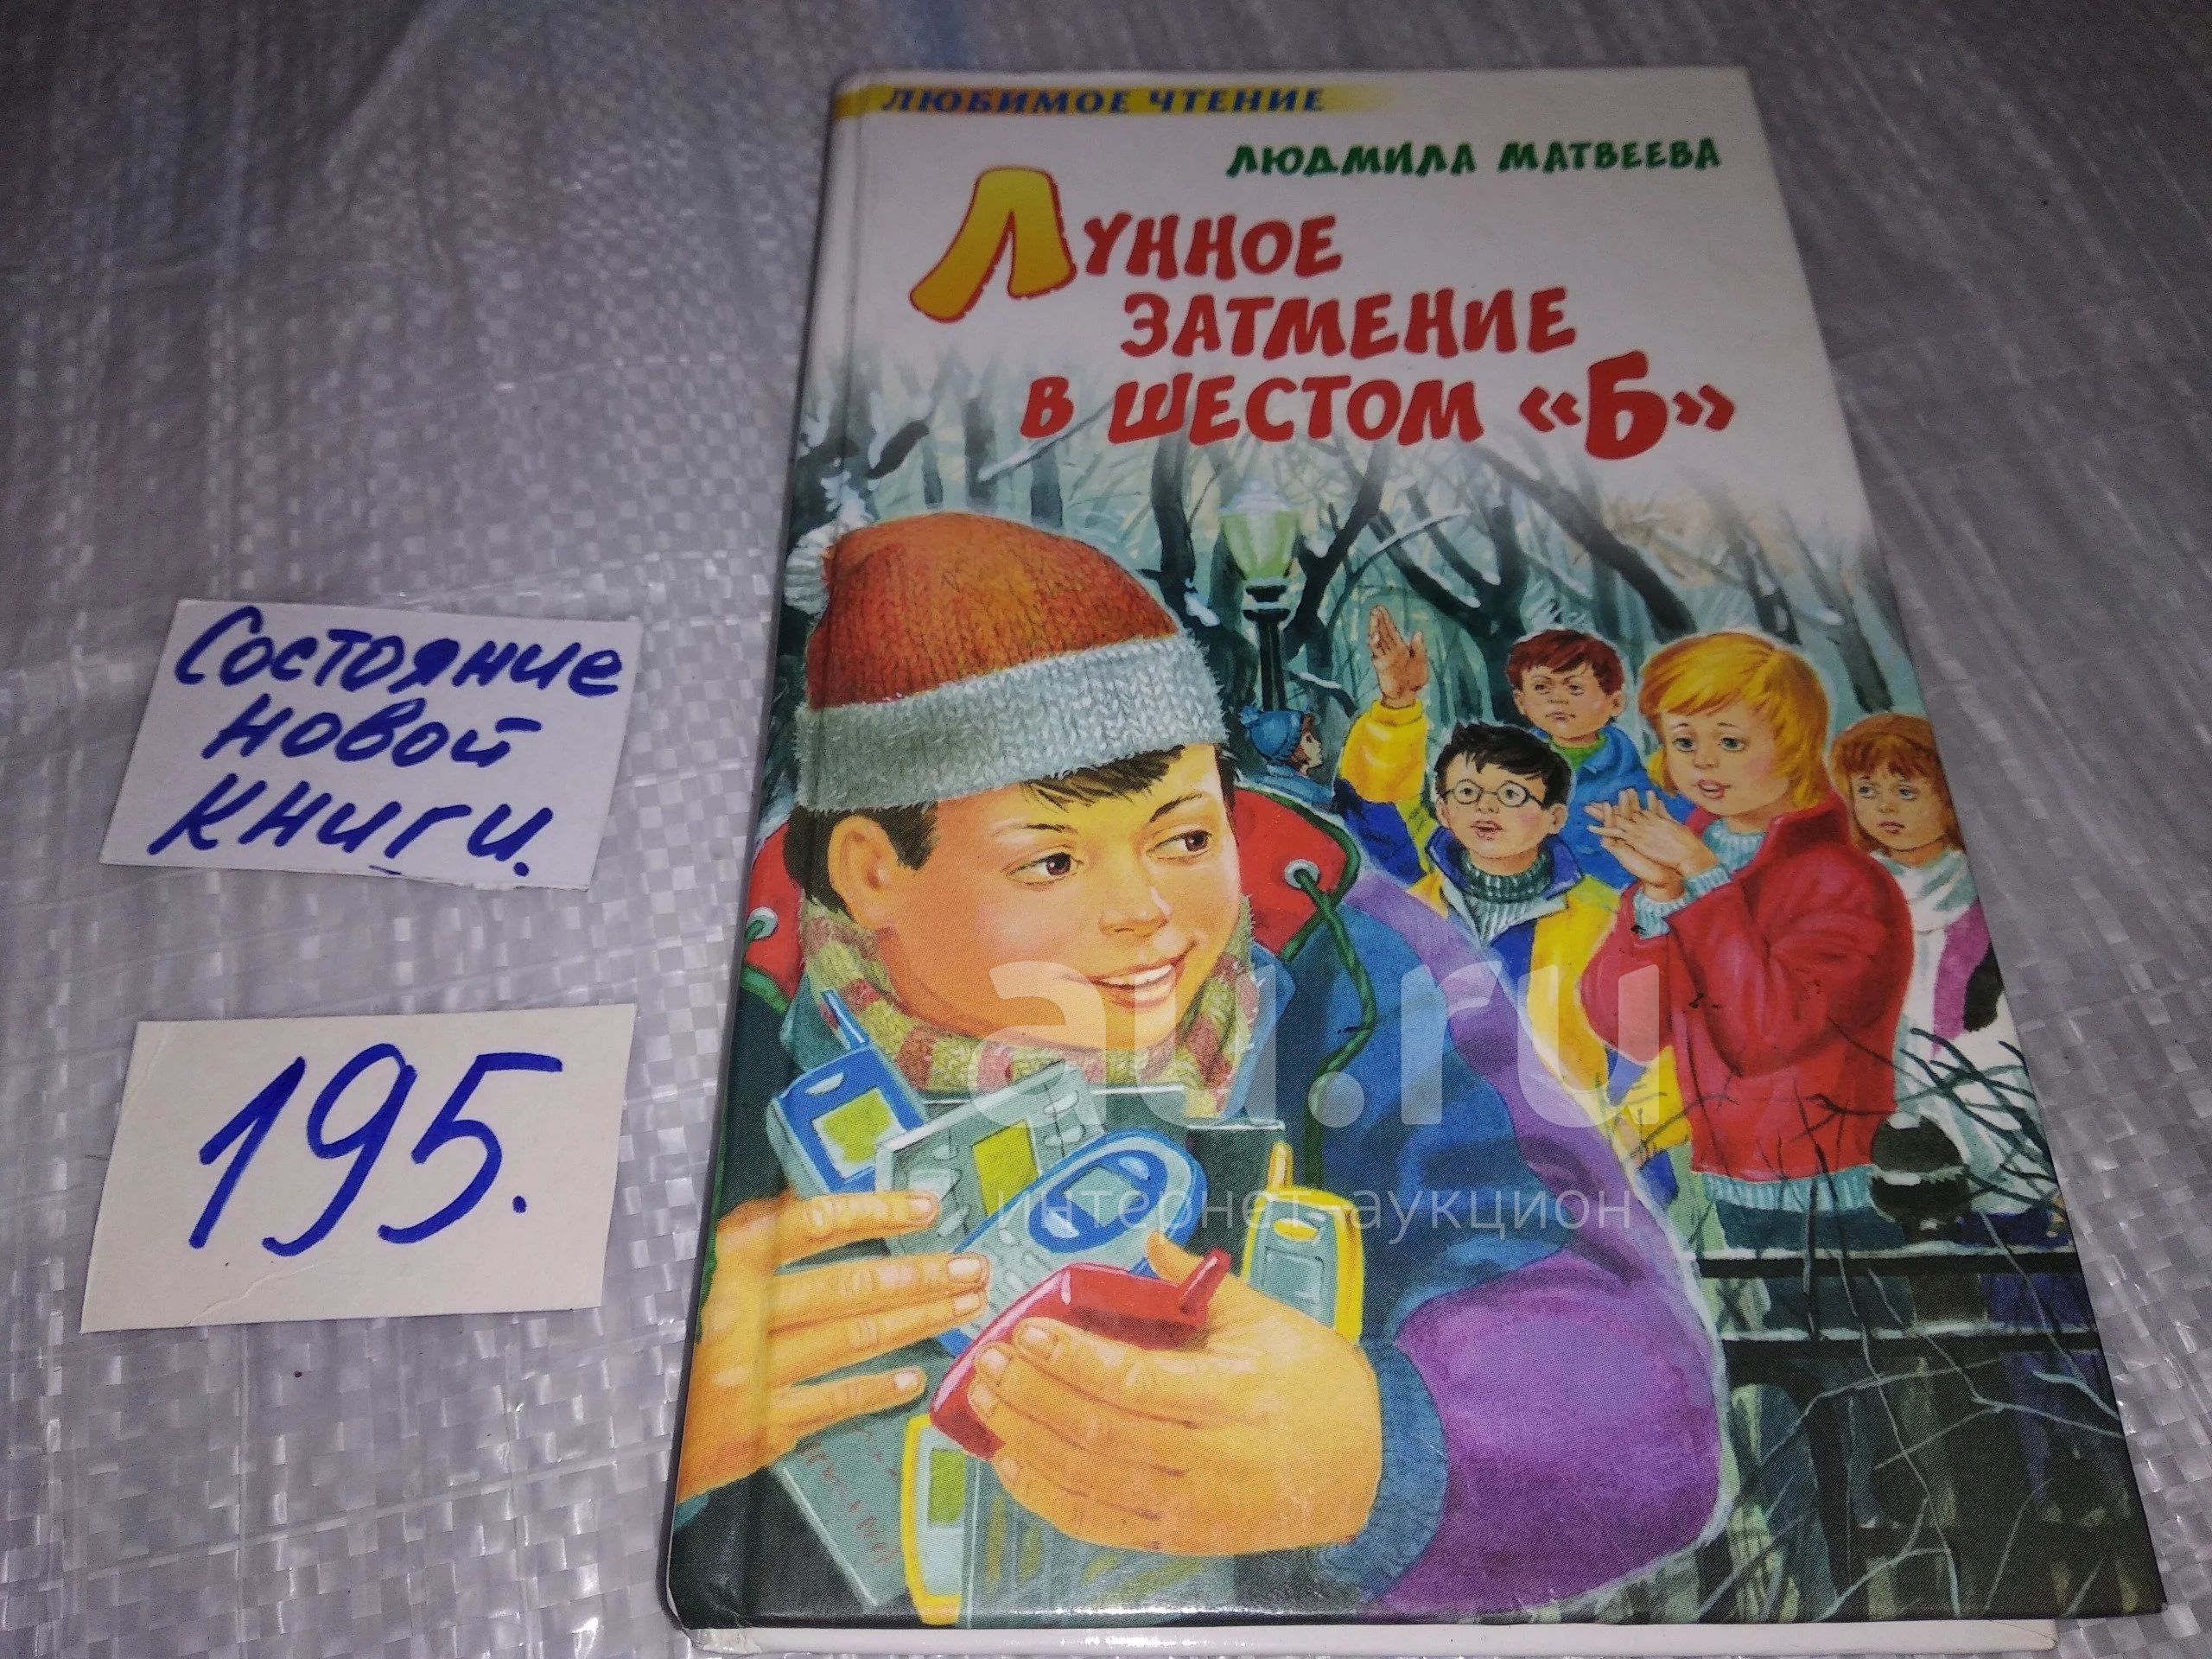 ЛЮБИМОЕ ЧТЕНИЕ
ЛЮДМИЛА МАТВЕЕВА
ЛУННОЕ
ЗАТМЕНИЕ
В ШЕСТОМ «Б»
Состояние
новой
книги.
195.
au.ru
интернет-аукцион